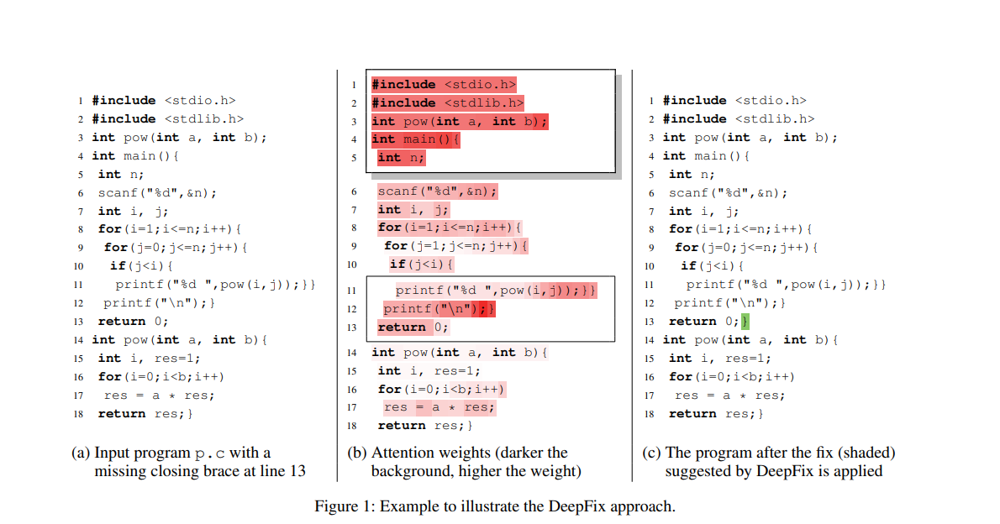 1 #include <stdio.h>
2 #include <stdlib.h>
3 int pow(int a, int b);
4 int main(){
5 int n;
6 scanf("%d",&n);
7 int i, j;
8 for(i=1;i<=n;i++){
9 for(j=0;j<=n;j++){
10 if(j<i){
11 printf("%d ",pow(i,j));}}
12 printf("\n");}
13 return 0;
14 int pow(int a, int b){
15 int i, res=1;
16 for(i=0;i<b;i++)
17 res = a * res;
18 return res;}
(a) Input program p.c with a
missing closing brace at line 13
1 #include <stdio.h>
2 #include <stdlib.h>
3 int pow(int a, int b);
4 int main(){
5 int n;
6 scanf("%d",&n);
7 int i, j;
8 for(i=1;i<=n;i++){
9 for(j=1;j<=n;j++){
10 if(j<i){
11 printf("%d ",pow(i,j));}}
12 printf("\n");}
13 return 0;
14 int pow(int a, int b){
15 int i, res=1;
16 for(i=0;i<b;i++)
17 res = a * res;
18 return res;}
(b) Attention weights (darker the
background, higher the weight)
1 #include <stdio.h>
2 #include <stdlib.h>
3 int pow(int a, int b);
4 int main(){
5 int n;
6 scanf("%d",&n);
7 int i, j;
8 for(i=1;i<=n;i++){
9 for(j=0;j<=n;j++){
10 if(j<i){
11 printf("%d ",pow(i,j));}}
12 printf("\n");}
13 return 0;}
14 int pow(int a, int b){
15 int i, res=1;
16 for(i=0;i<b;i++)
17 res = a * res;
18 return res;}
(c) The program after the fix (shaded)
suggested by DeepFix is applied
Figure 1: Example to illustrate the DeepFix approach.